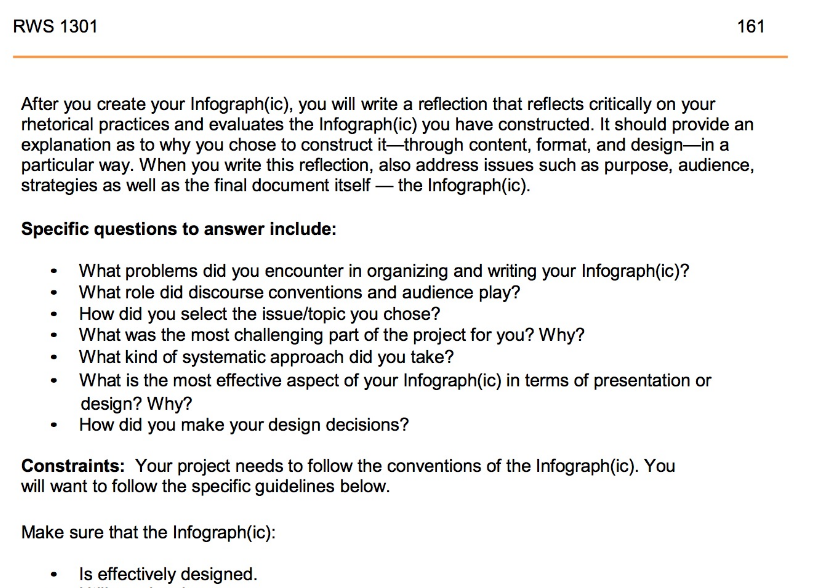 RWS 1301 161
After you create your Infograph(ic), you will write a reflection that reflects critically on your
rhetorical practices and evaluates the Infograph(ic) you have constructed. It should provide an
explanation as to why you chose to construct it—through content, format, and design—in a
particular way. When you write this reflection, also address issues such as purpose, audience,
strategies as well as the final document itself — the Infograph(ic).
Specific questions to answer include:
• What problems did you encounter in organizing and writing your Infograph(ic)?
• What role did discourse conventions and audience play?
• How did you select the issue/topic you chose?
• What was the most challenging part of the project for you? Why?
• What kind of systematic approach did you take?
• What is the most effective aspect of your Infograph(ic) in terms of presentation or
design? Why?
• How did you make your design decisions?
Constraints: Your project needs to follow the conventions of the Infograph(ic). You
will want to follow the specific guidelines below.
Make sure that the Infograph(ic):
• Is effectively designed.